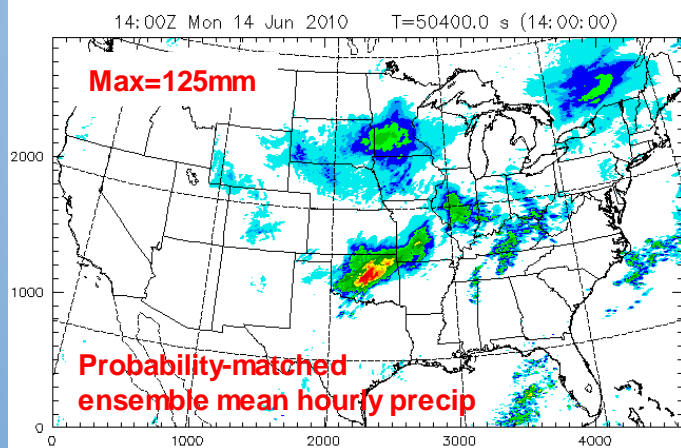 14:00Z Mon 14 Jun 2010 T=50400.0 s (14:00:00)
Max=125mm
2000
1000
Probability-matched
ensemble mean hourly precip
0
0 1000 2000 3000 4000